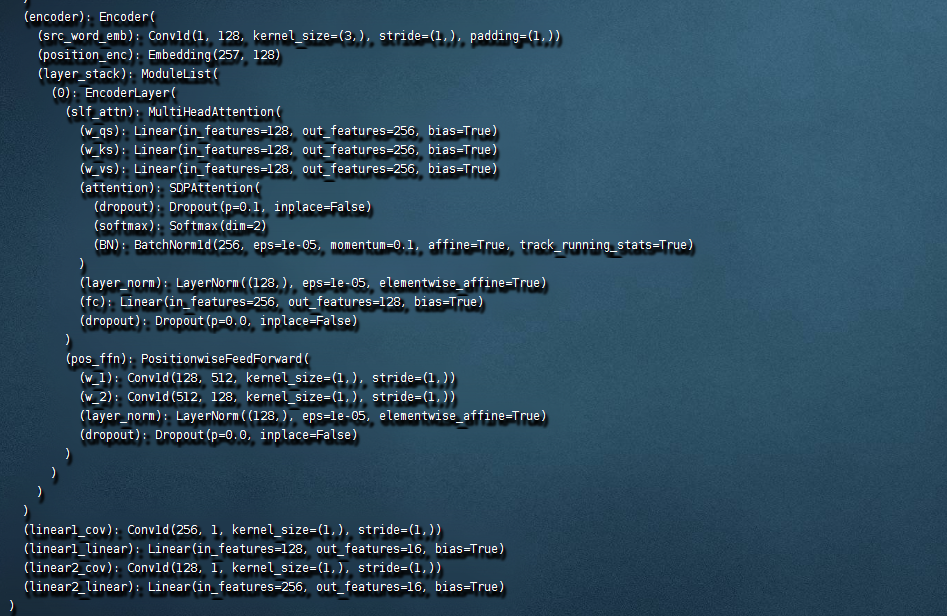 )
(encoder): Encoder(
(src_word_emb): Conv1d(1, 128, kernel_size=(3,), stride=(1,), padding=(1,))
(position_enc): Embedding(257, 128)
(layer_stack): ModuleList(
(0): EncoderLayer(
(slf_attn): MultiHeadAttention(
(w_qs): Linear(in_features=128, out_features=256, bias=True)
(w_ks): Linear(in_features=128, out_features=256, bias=True)
(w_vs): Linear(in_features=128, out_features=256, bias=True)
(attention): SDPAttention(
(dropout): Dropout(p=0.1, inplace=False)
(softmax): Softmax(dim=2)
(BN): BatchNorm1d(256, eps=1e-05, momentum=0.1, affine=True, track_running_stats=True)
)
(layer_norm): LayerNorm((128,), eps=1e-05, elementwise_affine=True)
(fc): Linear(in_features=256, out_features=128, bias=True)
(dropout): Dropout(p=0.0, inplace=False)
)
(pos_ffn): PositionwiseFeedForward(
(w_1): Conv1d(128, 512, kernel_size=(1,), stride=(1,))
(w_2): Conv1d(512, 128, kernel_size=(1,), stride=(1,))
(layer_norm): LayerNorm((128,), eps=1e-05, elementwise_affine=True)
(dropout): Dropout(p=0.0, inplace=False)
)
)
)
)
(linear1_cov): Conv1d(256, 1, kernel_size=(1,), stride=(1,))
(linear1_linear): Linear(in_features=128, out_features=16, bias=True)
(linear2_cov): Conv1d(128, 1, kernel_size=(1,), stride=(1,))
(linear2_linear): Linear(in_features=256, out_features=16, bias=True)
)